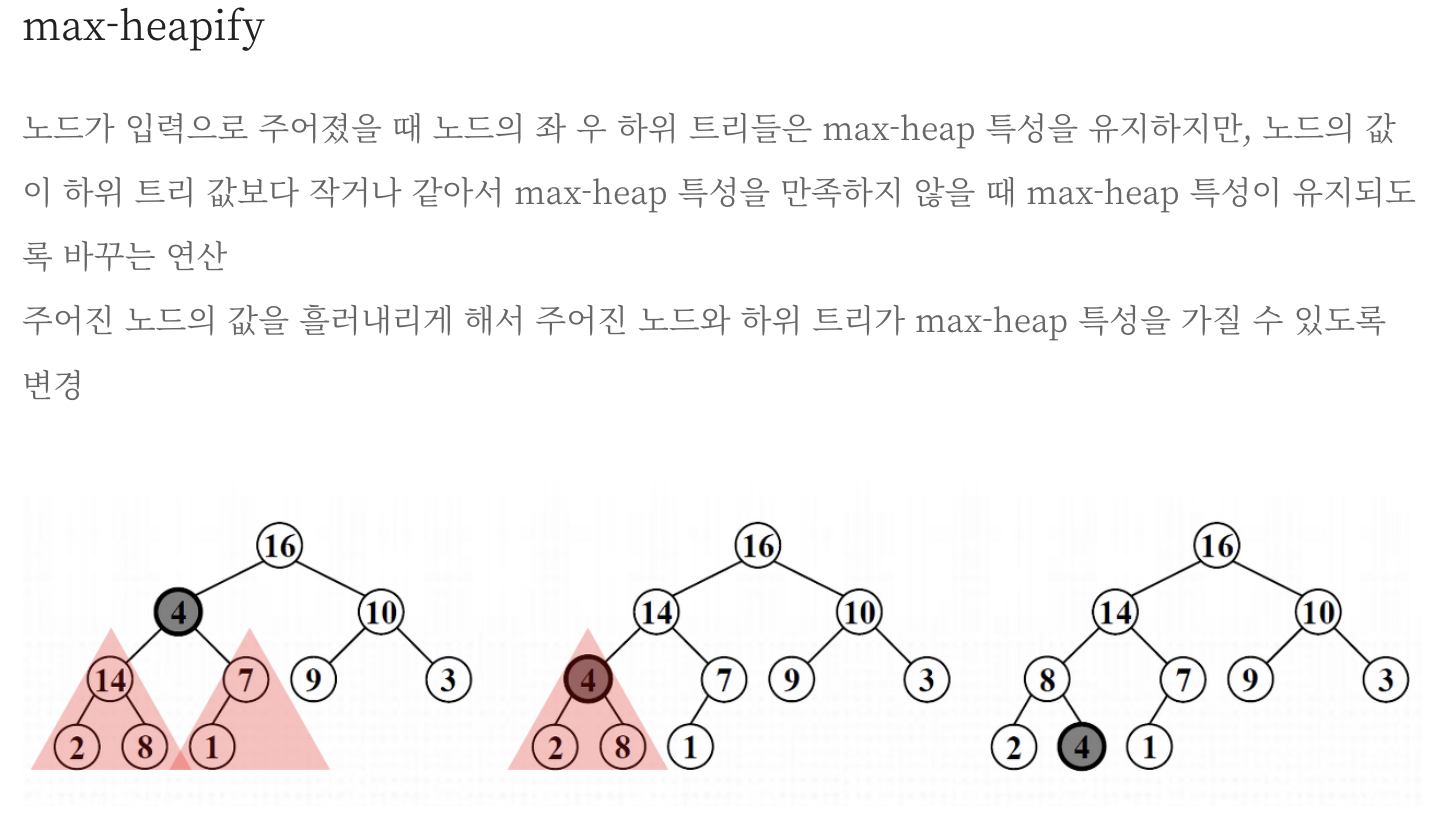 max-heapify
노드가 입력으로 주어졌을 때 노드의 좌 우 하위 트리들은 max-heap 특성을 유지하지만, 노드의 값
이 하위 트리 값보다 작거나 같아서 max-heap 특성을 만족하지 않을 때 max-heap 특성이 유지되도
록 바꾸는 연산
주어진 노드의 값을 흘러내리게 해서 주어진 노드와 하위 트리가 max-heap 특성을 가질 수 있도록
변경
16 16 16
4 10 14 10 14 10
14 7 9 3 4 7 9 3 8 7 9 3
2 8 1 2 8 1 2 4 1